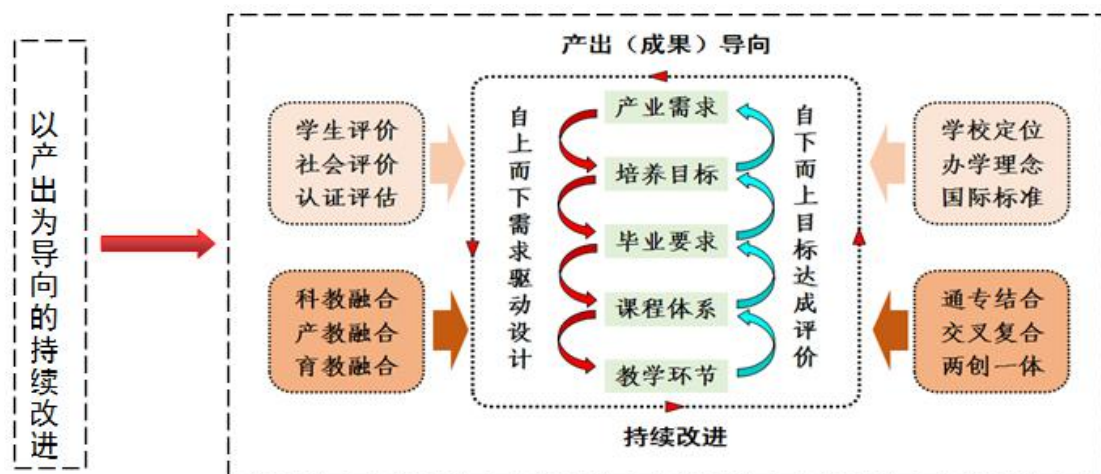 以产出为导向的持续改进
产出（成果）导向
学生评价
社会评价
认证评估
科教融合
产教融合
育教融合
自上而下需求驱动设计
产业需求
培养目标
毕业要求
课程体系
教学环节
自下而上目标达成评价
学校定位
办学理念
国际标准
通专结合
交叉复合
两创一体
持续改进